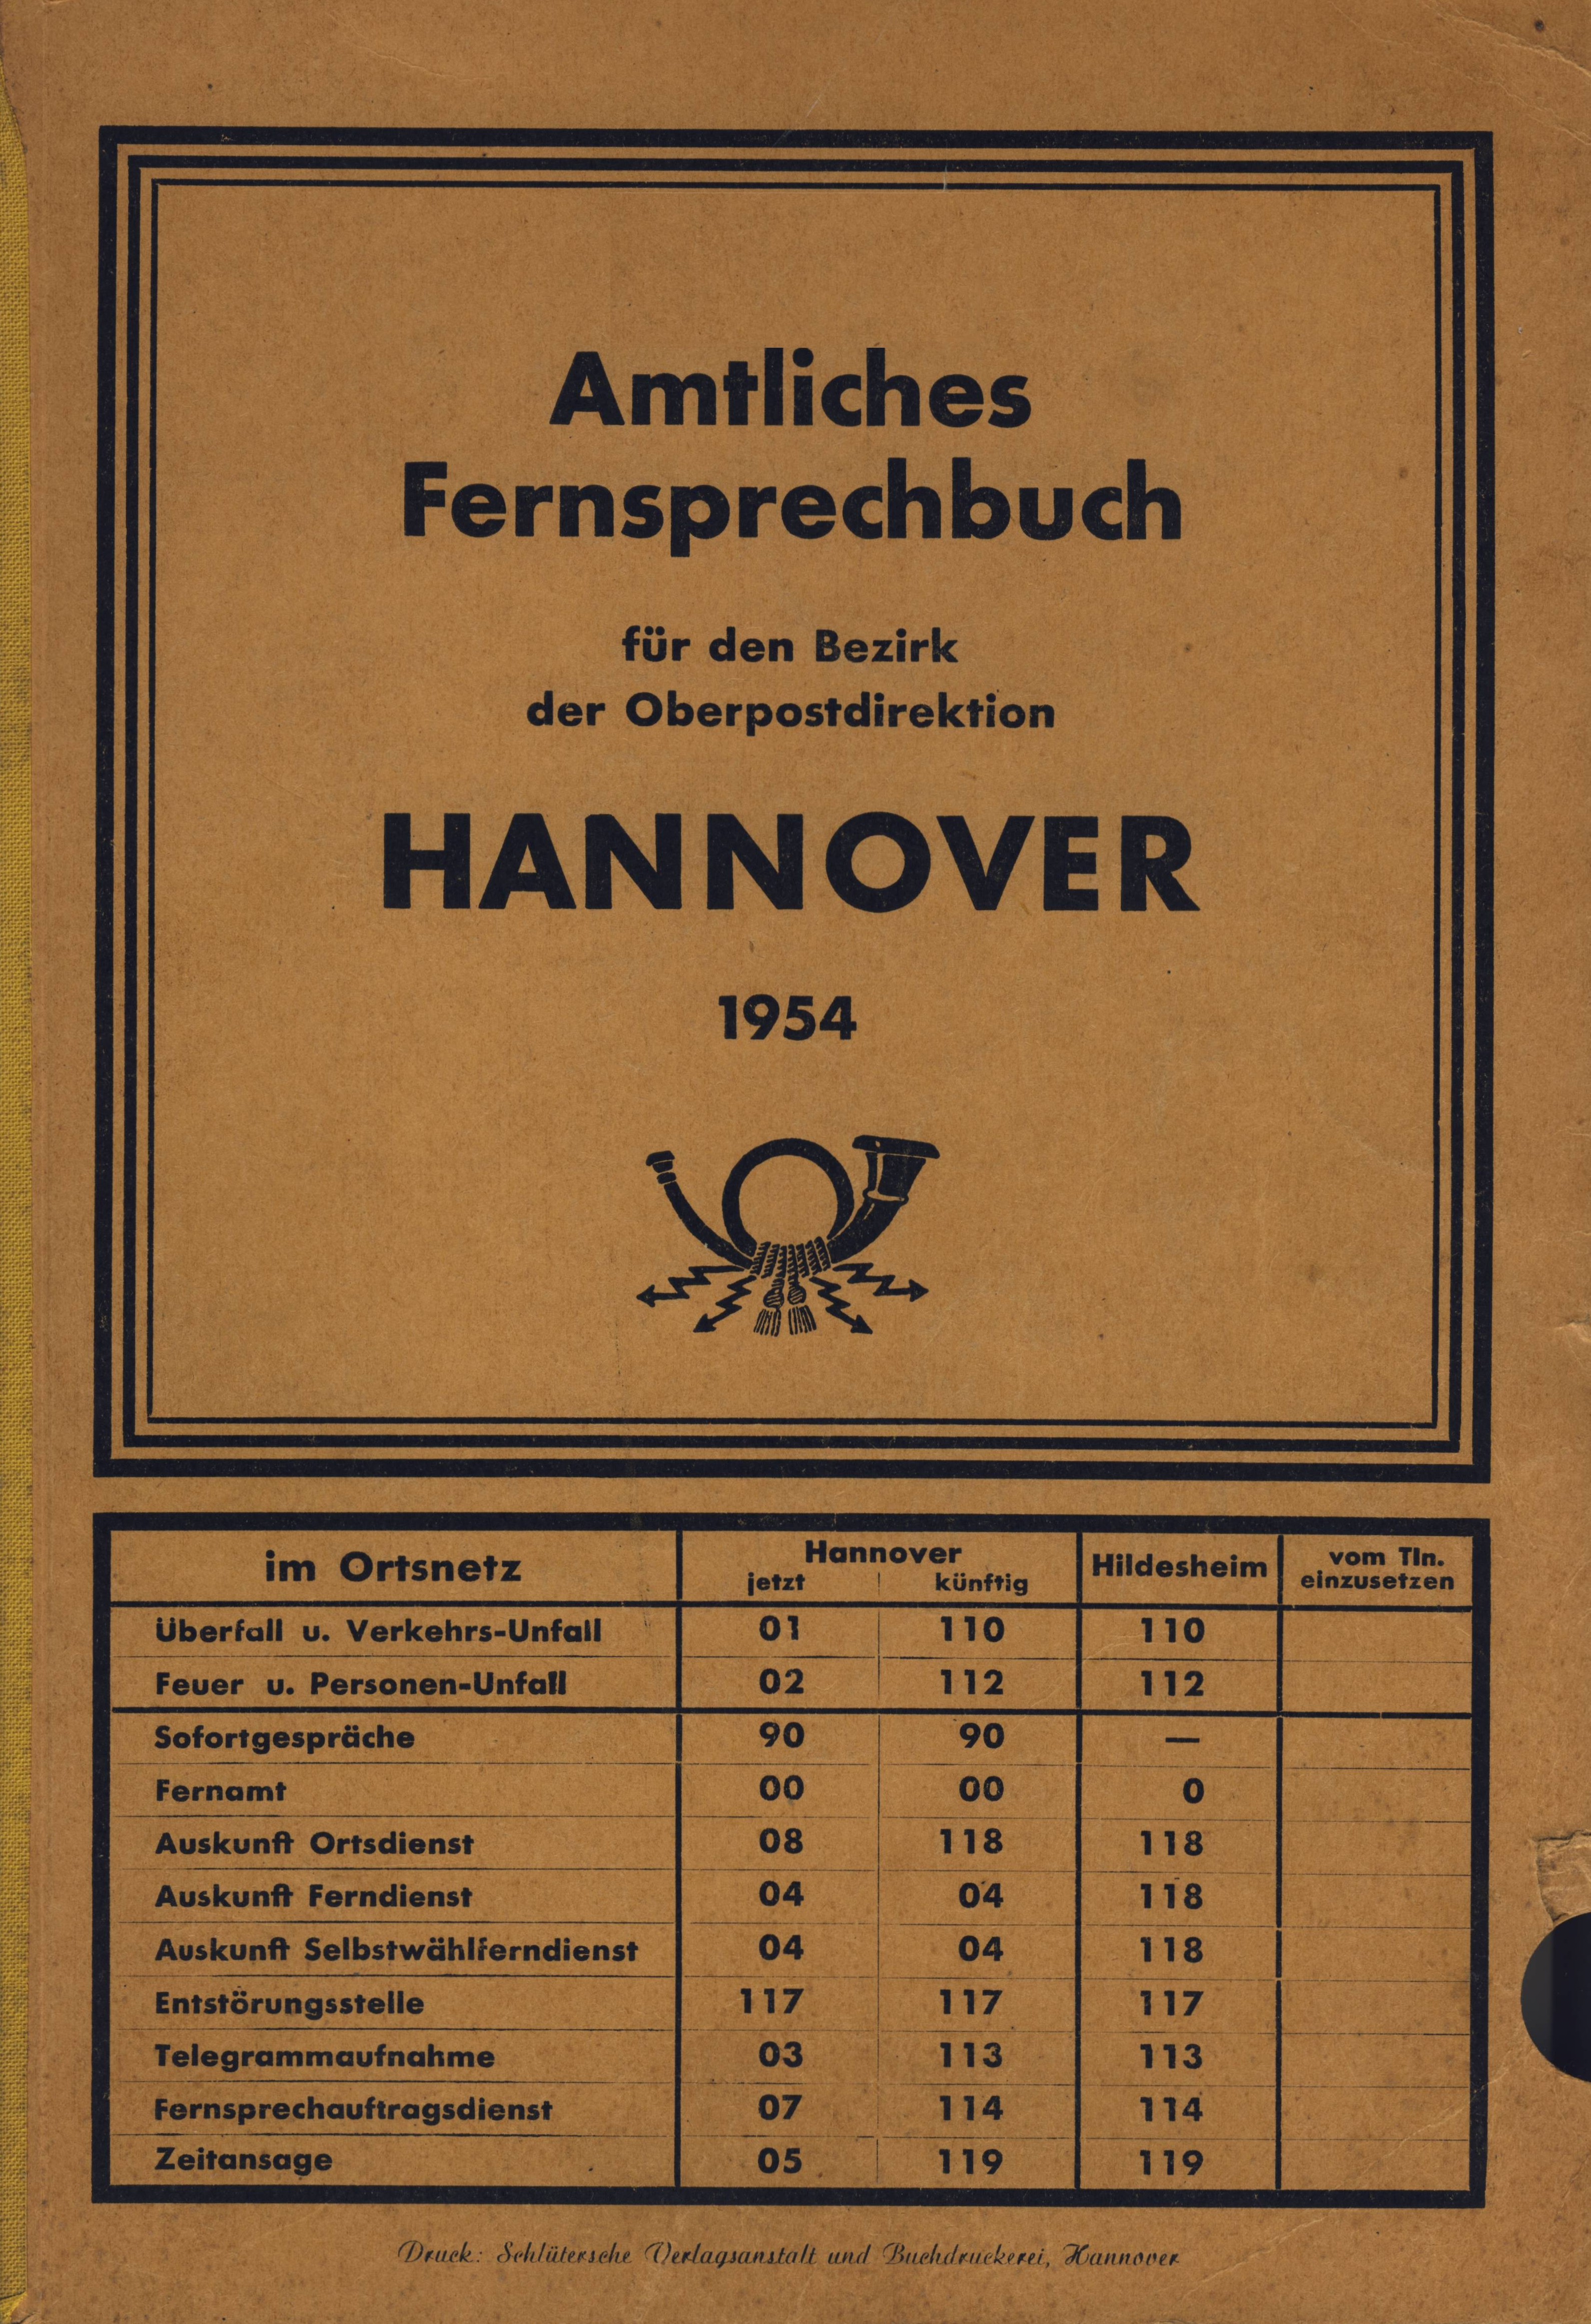 Amtliches
Fernsprechbuch
für den Bezirk
der Oberpostdirektion
HANNOVER
1954
im Ortsnetz Hannover jetzt künftig Hildesheim vom Tln. einzusetzen
Überfall u. Verkehrs-Unfall 01 110 110
Feuer u. Personen-Unfall 02 112 112
Sofortgespräche 90 90 —
Fernamt 00 00 0
Auskunft Ortsdienst 08 118 118
Auskunft Ferndienst 04 04 118
Auskunft Selbstwählferndienst 04 04 118
Entstörungsstelle 117 117 117
Telegrammaufnahme 03 113 113
Fernsprechauftragsdienst 07 114 114
Zeitansage 05 119 119
Druck: Schlütersche Verlagsanstalt und Buchdruckerei, Hannover